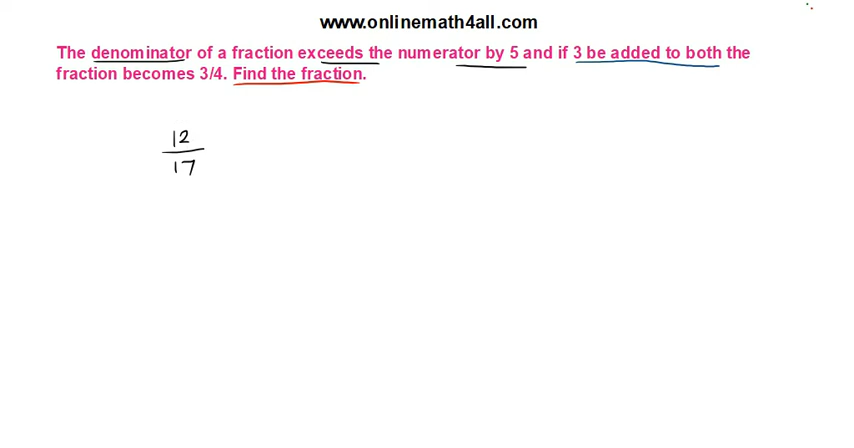 www.onlinemath4all.com
The denominator of a fraction exceeds the numerator by 5 and if 3 be added to both the
fraction becomes 3/4. Find the fraction.
12
17